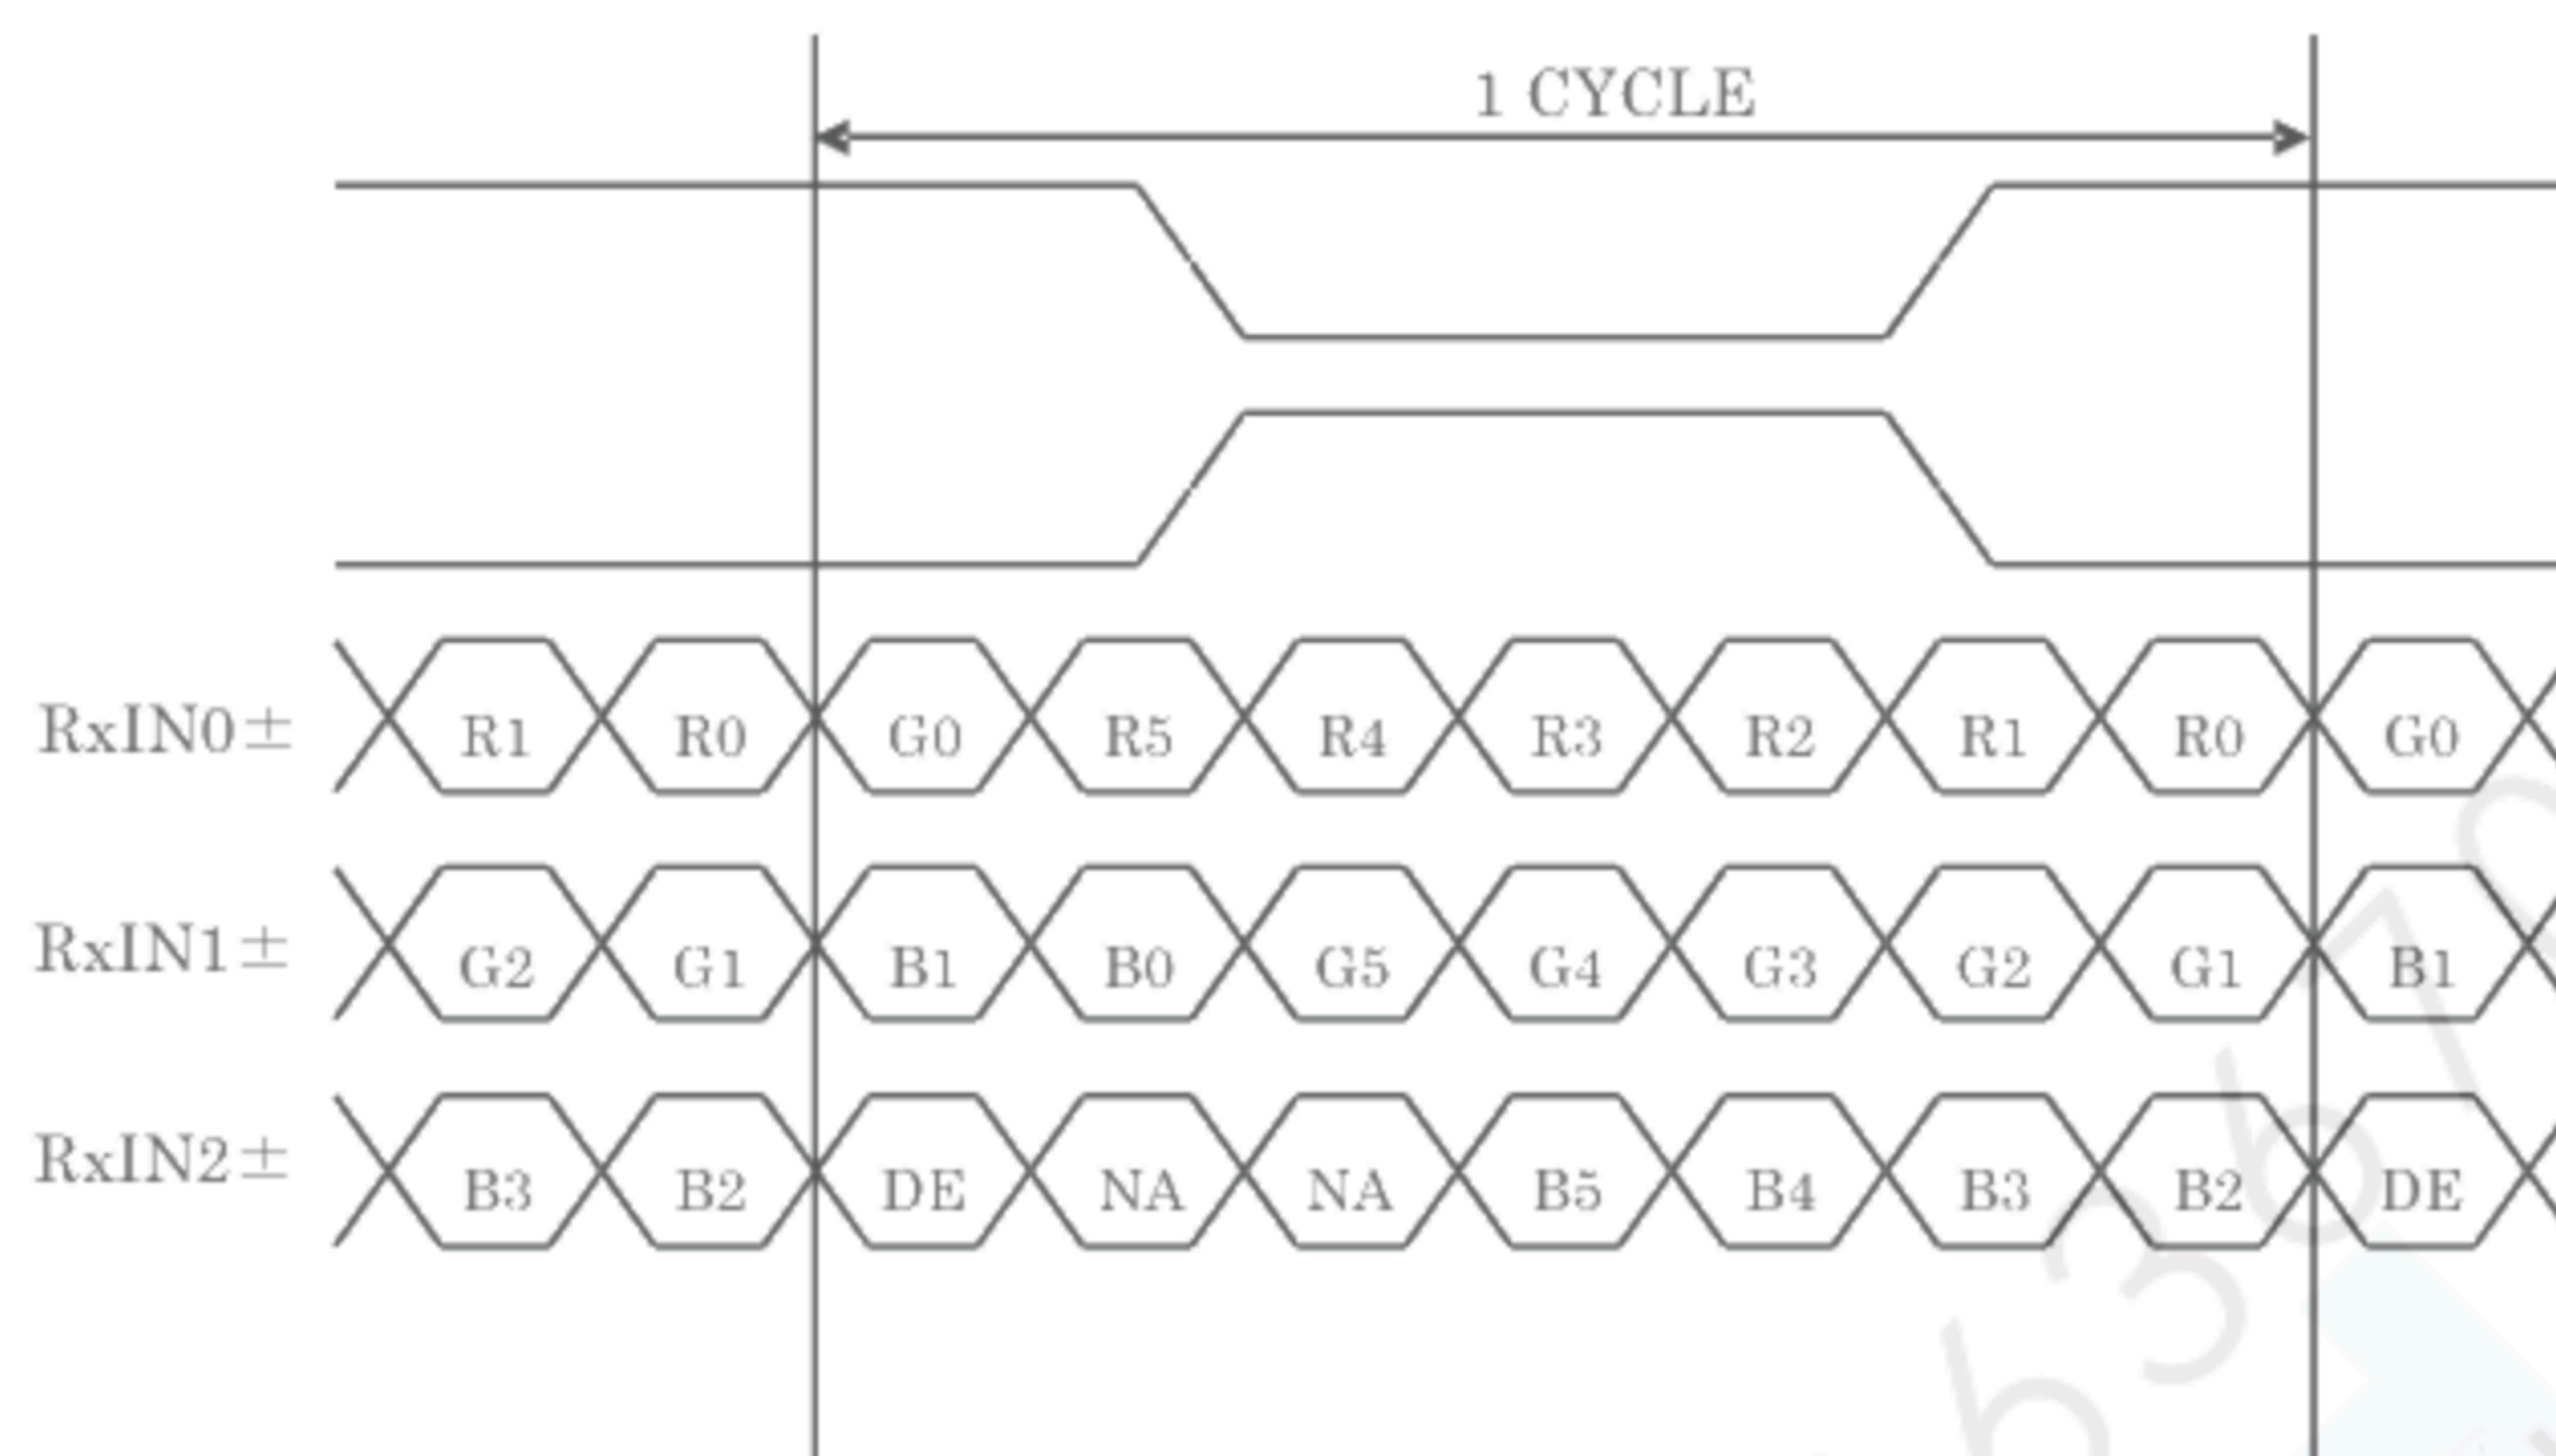 1 CYCLE
RxIN0± R1 R0 G0 R5 R4 R3 R2 R1 R0 G0
RxIN1± G2 G1 B1 B0 G5 G4 G3 G2 G1 B1
RxIN2± B3 B2 DE NA NA B5 B4 B3 B2 DE